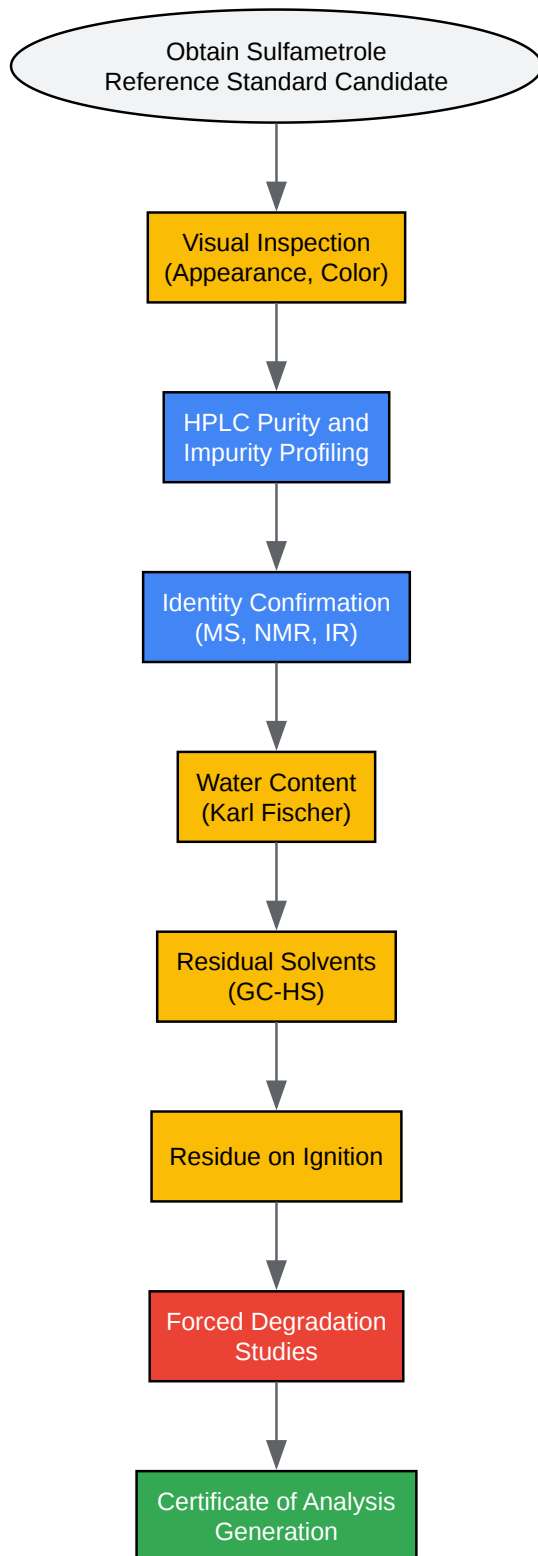 Obtain Sulfametrole
Reference Standard Candidate
Visual Inspection
(Appearance, Color)
HPLC Purity and
Impurity Profiling
Identity Confirmation
(MS, NMR, IR)
Water Content
(Karl Fischer)
Residual Solvents
(GC-HS)
Residue on Ignition
Forced Degradation
Studies
Certificate of Analysis
Generation